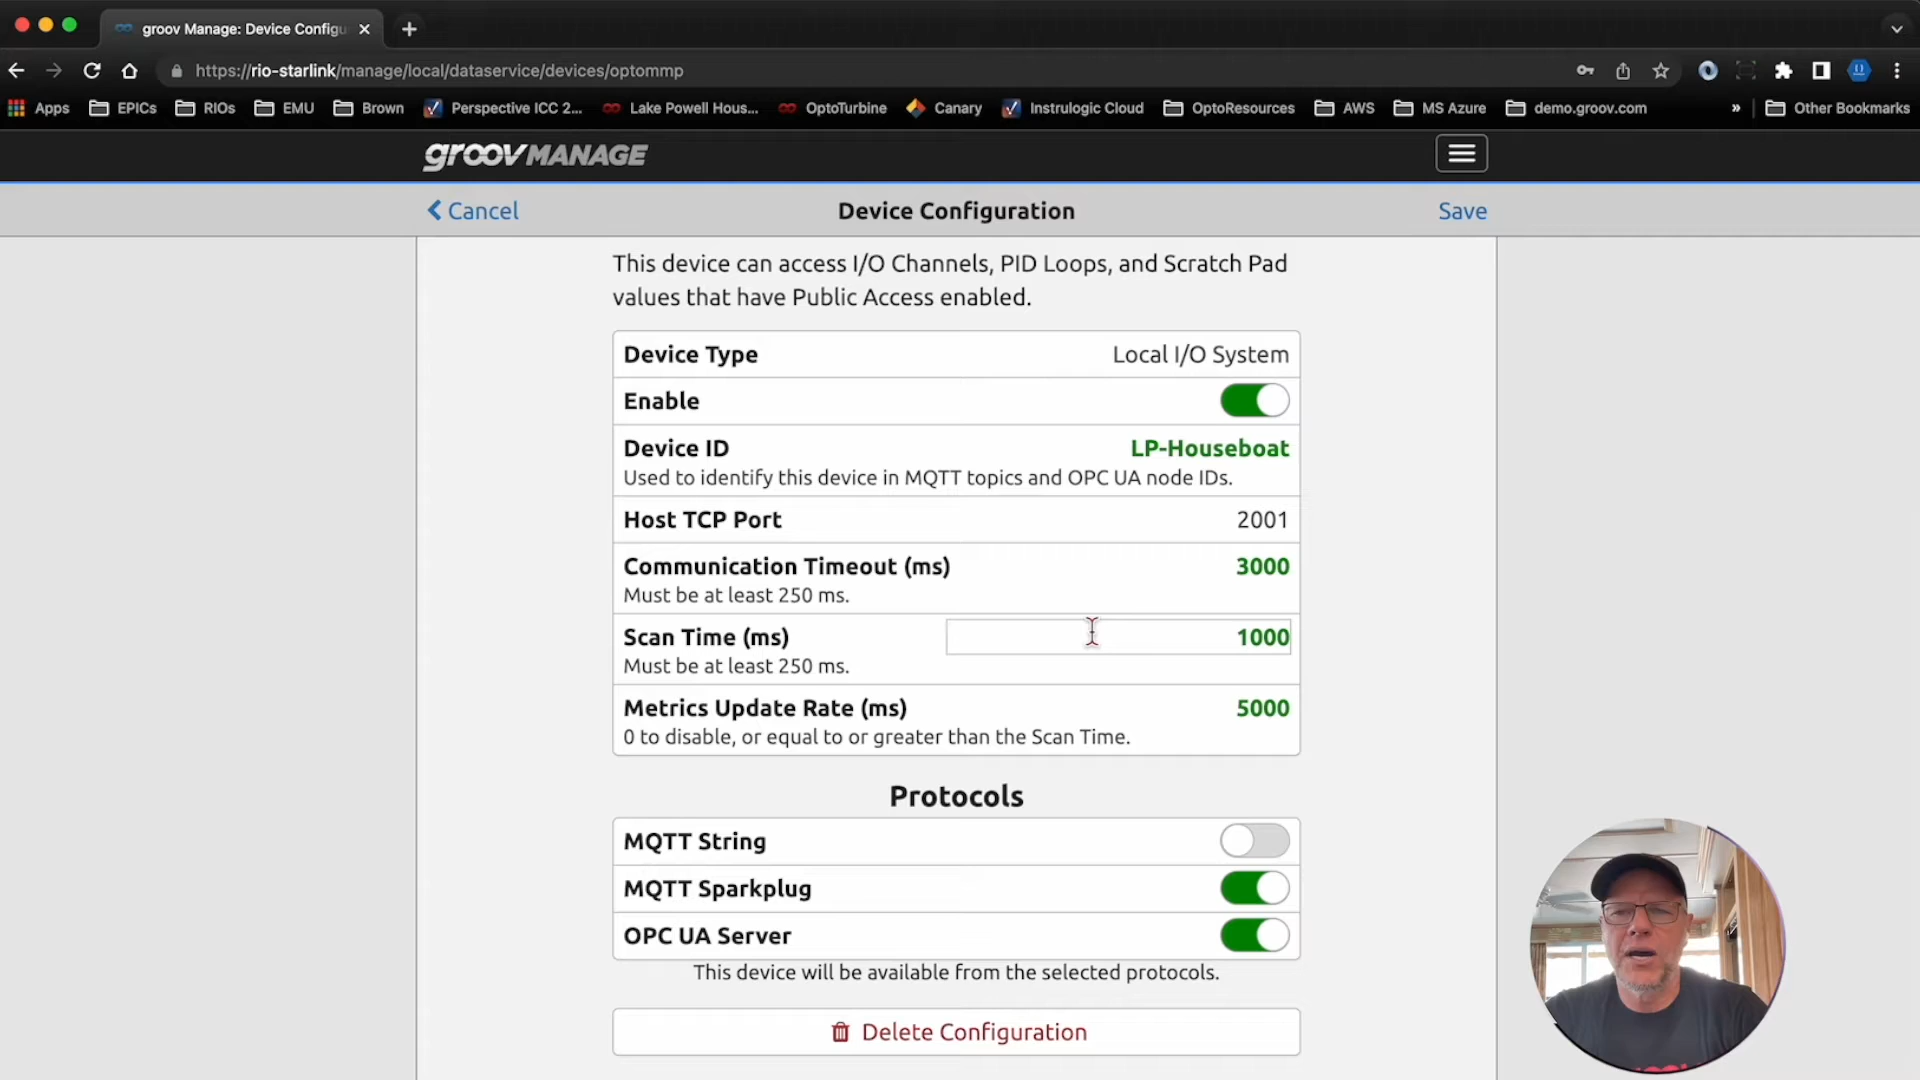 groov Manage: Device Configu
https://rio-starlink/manage/local/dataservice/devices/optommp
Apps EPICs RIOs EMU Brown Perspective ICC 2... Lake Powell Hous... OptoTurbine Canary Instrulogic Cloud OptoResources AWS MS Azure demo.groov.com » Other Bookmarks
groov MANAGE
Cancel Device Configuration Save
This device can access I/O Channels, PID Loops, and Scratch Pad
values that have Public Access enabled.
Device Type Local I/O System
Enable
Device ID LP-Houseboat
Used to identify this device in MQTT topics and OPC UA node IDs.
Host TCP Port 2001
Communication Timeout (ms) 3000
Must be at least 250 ms.
Scan Time (ms) 1000
Must be at least 250 ms.
Metrics Update Rate (ms) 5000
0 to disable, or equal to or greater than the Scan Time.
Protocols
MQTT String
MQTT Sparkplug
OPC UA Server
This device will be available from the selected protocols.
Delete Configuration